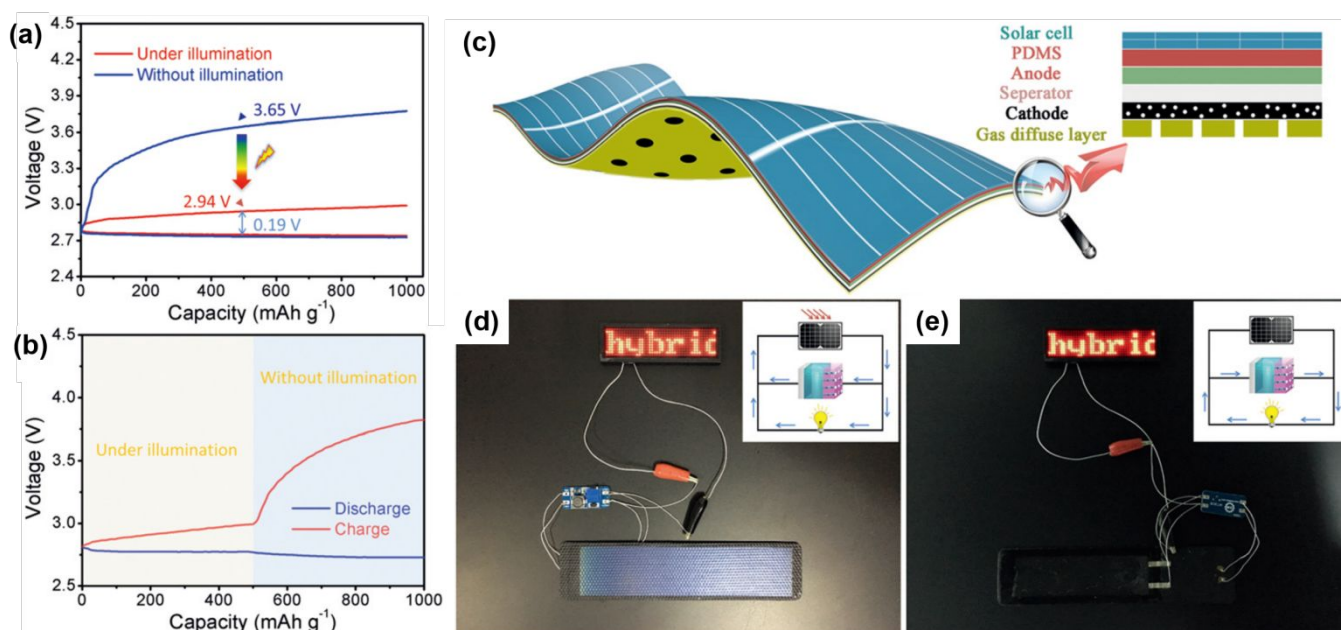 (a)
4.5
4.2
3.9
3.6
3.3
3.0
2.7
2.4
Voltage (V)
Under illumination
Without illumination
3.65 V
2.94 V
0.19 V
0 200 400 600 800 1000
Capacity (mAh g⁻¹)
(b)
4.5
4.0
3.5
3.0
2.5
Voltage (V)
Under illumination
Without illumination
Discharge
Charge
0 200 400 600 800 1000
Capacity (mAh g⁻¹)
(c)
Solar cell
PDMS
Anode
Seperator
Cathode
Gas diffuse layer
(d)
hybrid
(e)
hybrid